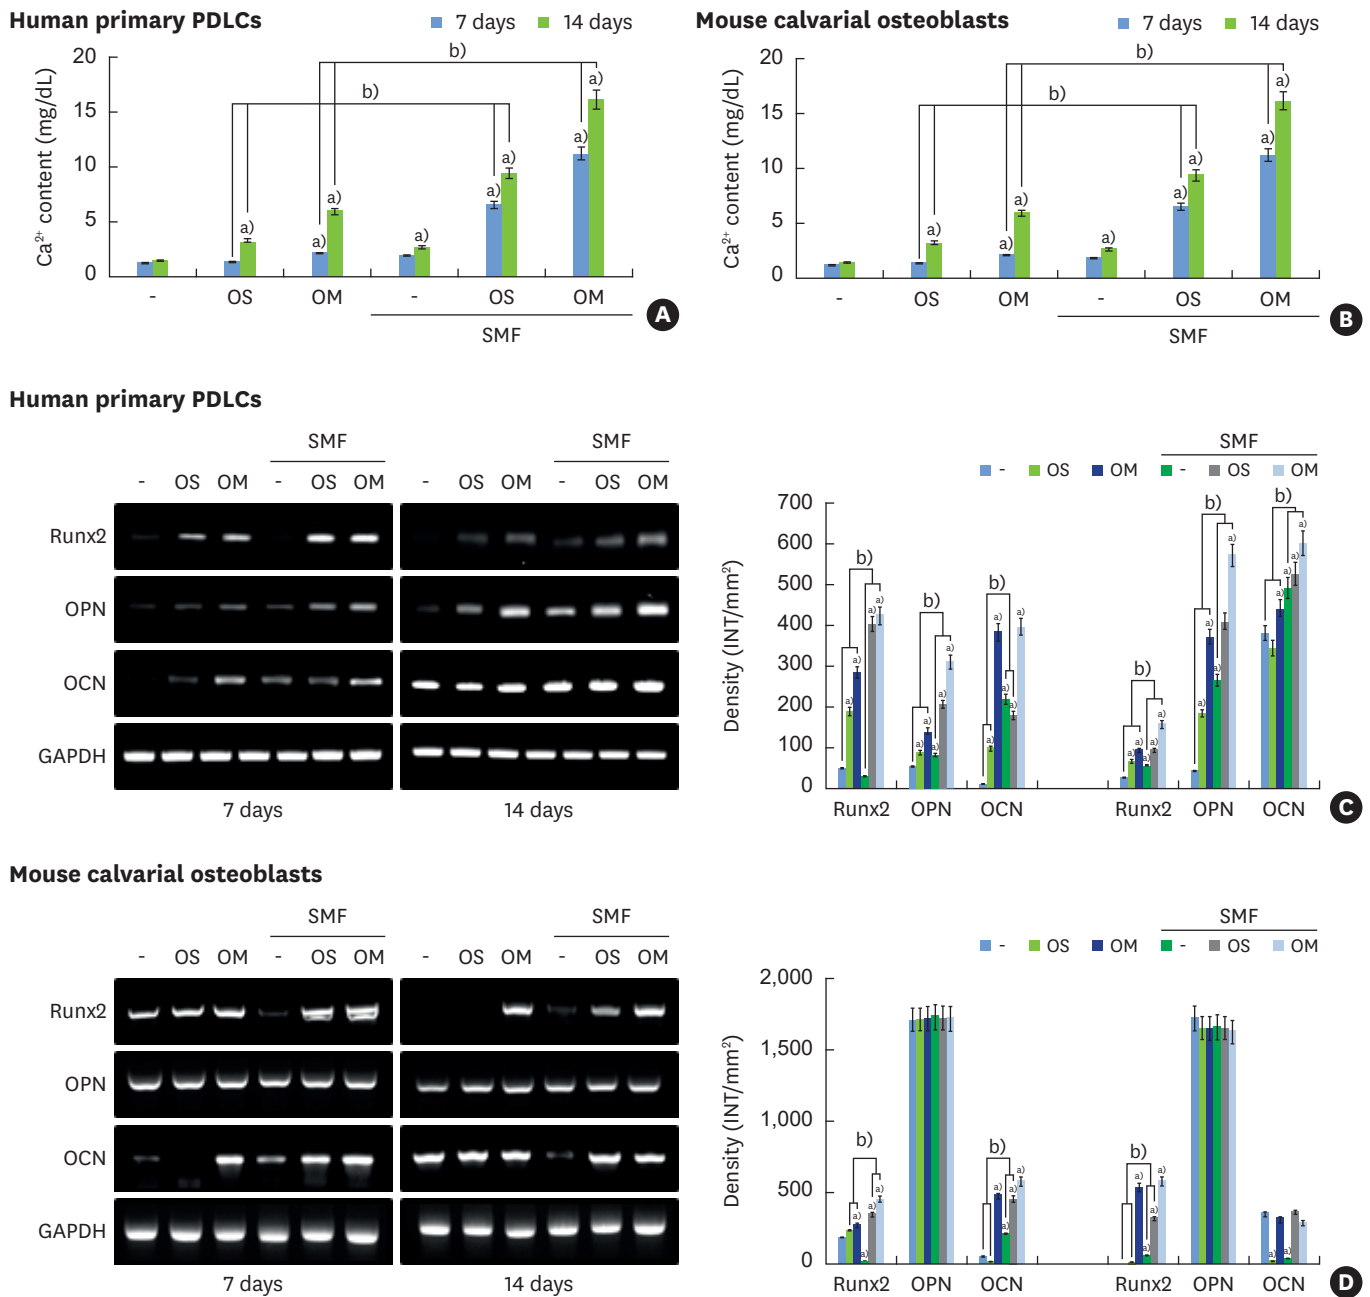 Human primary PDLCs
7 days 14 days
Ca²⁺ content (mg/dL)
20
15
10
5
0
b)
b)
a) a) a) a) a) a) a) a)
- OS OM - OS OM
SMF
A
Mouse calvarial osteoblasts
7 days 14 days
Ca²⁺ content (mg/dL)
20
15
10
5
0
b)
b)
a) a) a) a) a) a) a) a)
- OS OM - OS OM
SMF
B
Human primary PDLCs
SMF
- OS OM - OS OM
SMF
- OS OM - OS OM
Runx2
OPN
OCN
GAPDH
7 days 14 days
SMF
- OS OM - OS OM
Density (INT/mm²)
700
600
500
400
300
200
100
0
b) b) b) b) b) b)
a) a) a) a) a) a) a) a) a) a) a) a) a) a) a) a) a) a) a) a) a) a) a) a) a)
Runx2 OPN OCN Runx2 OPN OCN
C
Mouse calvarial osteoblasts
SMF
- OS OM - OS OM
SMF
- OS OM - OS OM
Runx2
OPN
OCN
GAPDH
7 days 14 days
SMF
- OS OM - OS OM
Density (INT/mm²)
2,000
1,500
1,000
500
0
b) b) b)
a) a) a) a) a) a) a) a) a) a) a) a) a) a) a) a)
Runx2 OPN OCN Runx2 OPN OCN
D